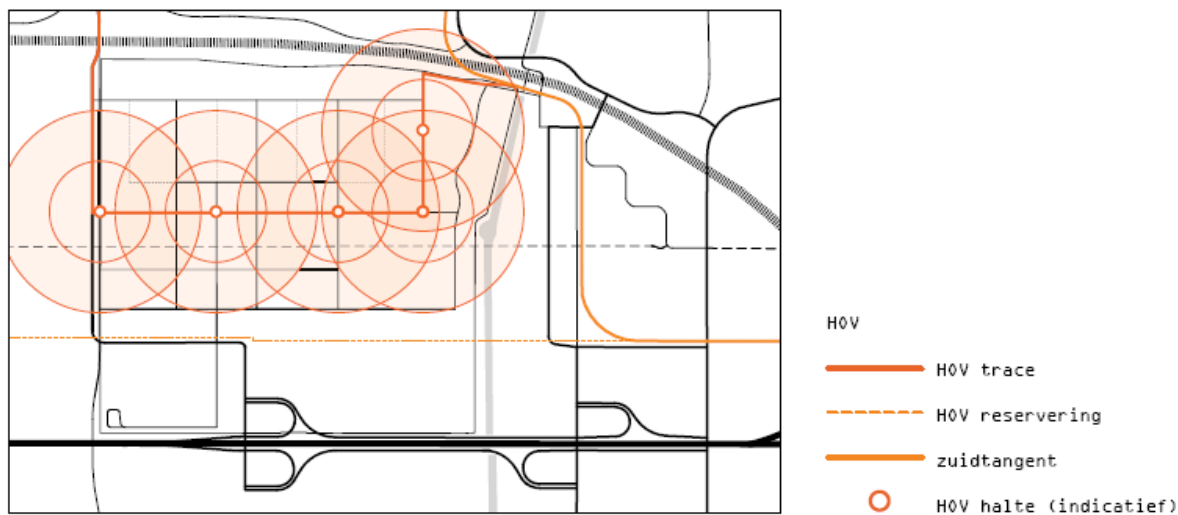 HOV
HOV trace
HOV reservering
zuidtangent
HOV halte (indicatief)